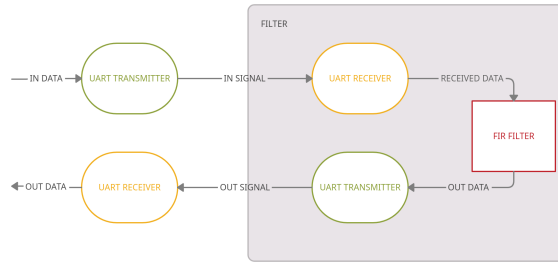 FILTER
IN DATA
UART TRANSMITTER
IN SIGNAL
UART RECEIVER
RECEIVED DATA
FIR FILTER
OUT DATA
UART RECEIVER
OUT SIGNAL
UART TRANSMITTER
OUT DATA